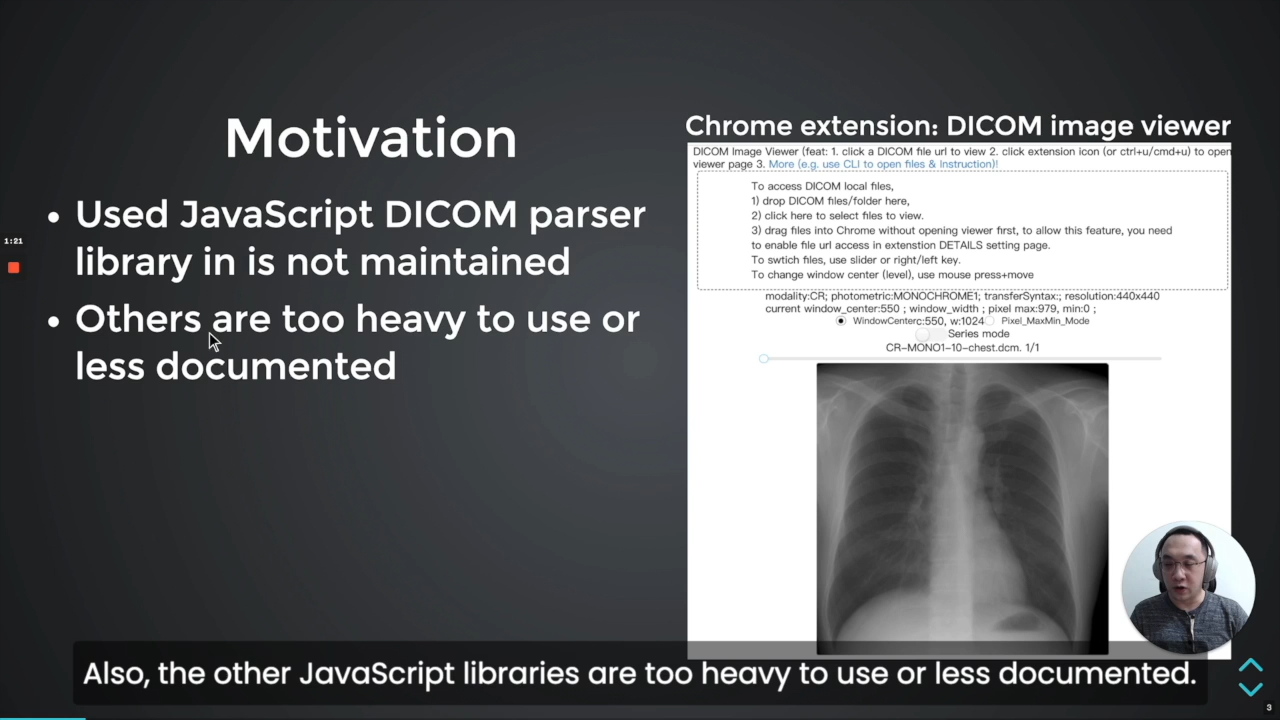 Motivation
• Used JavaScript DICOM parser
library in is not maintained
• Others are too heavy to use or
less documented
1:21
Chrome extension: DICOM image viewer
DICOM Image Viewer (feat: 1. click a DICOM file url to view 2. click extension icon (or ctrl+u/cmd+u) to open
viewer page 3. More (e.g. use CLI to open files & Instruction)!
To access DICOM local files,
1) drop DICOM files/folder here,
2) click here to select files to view.
3) drag files into Chrome without opening viewer first, to allow this feature, you need
to enable file url access in extenstion DETAILS setting page.
To swtich files, use slider or right/left key.
To change window center (level), use mouse press+move
modality:CR; photometric:MONOCHROME1; transferSyntax:; resolution:440x440
current window_center:550 ; window_width ; pixel max:979, min:0 ;
WindowCenterc:550, w:1024 Pixel_MaxMin_Mode
Series mode
CR-MONO1-10-chest.dcm. 1/1
Also, the other JavaScript libraries are too heavy to use or less documented.
3